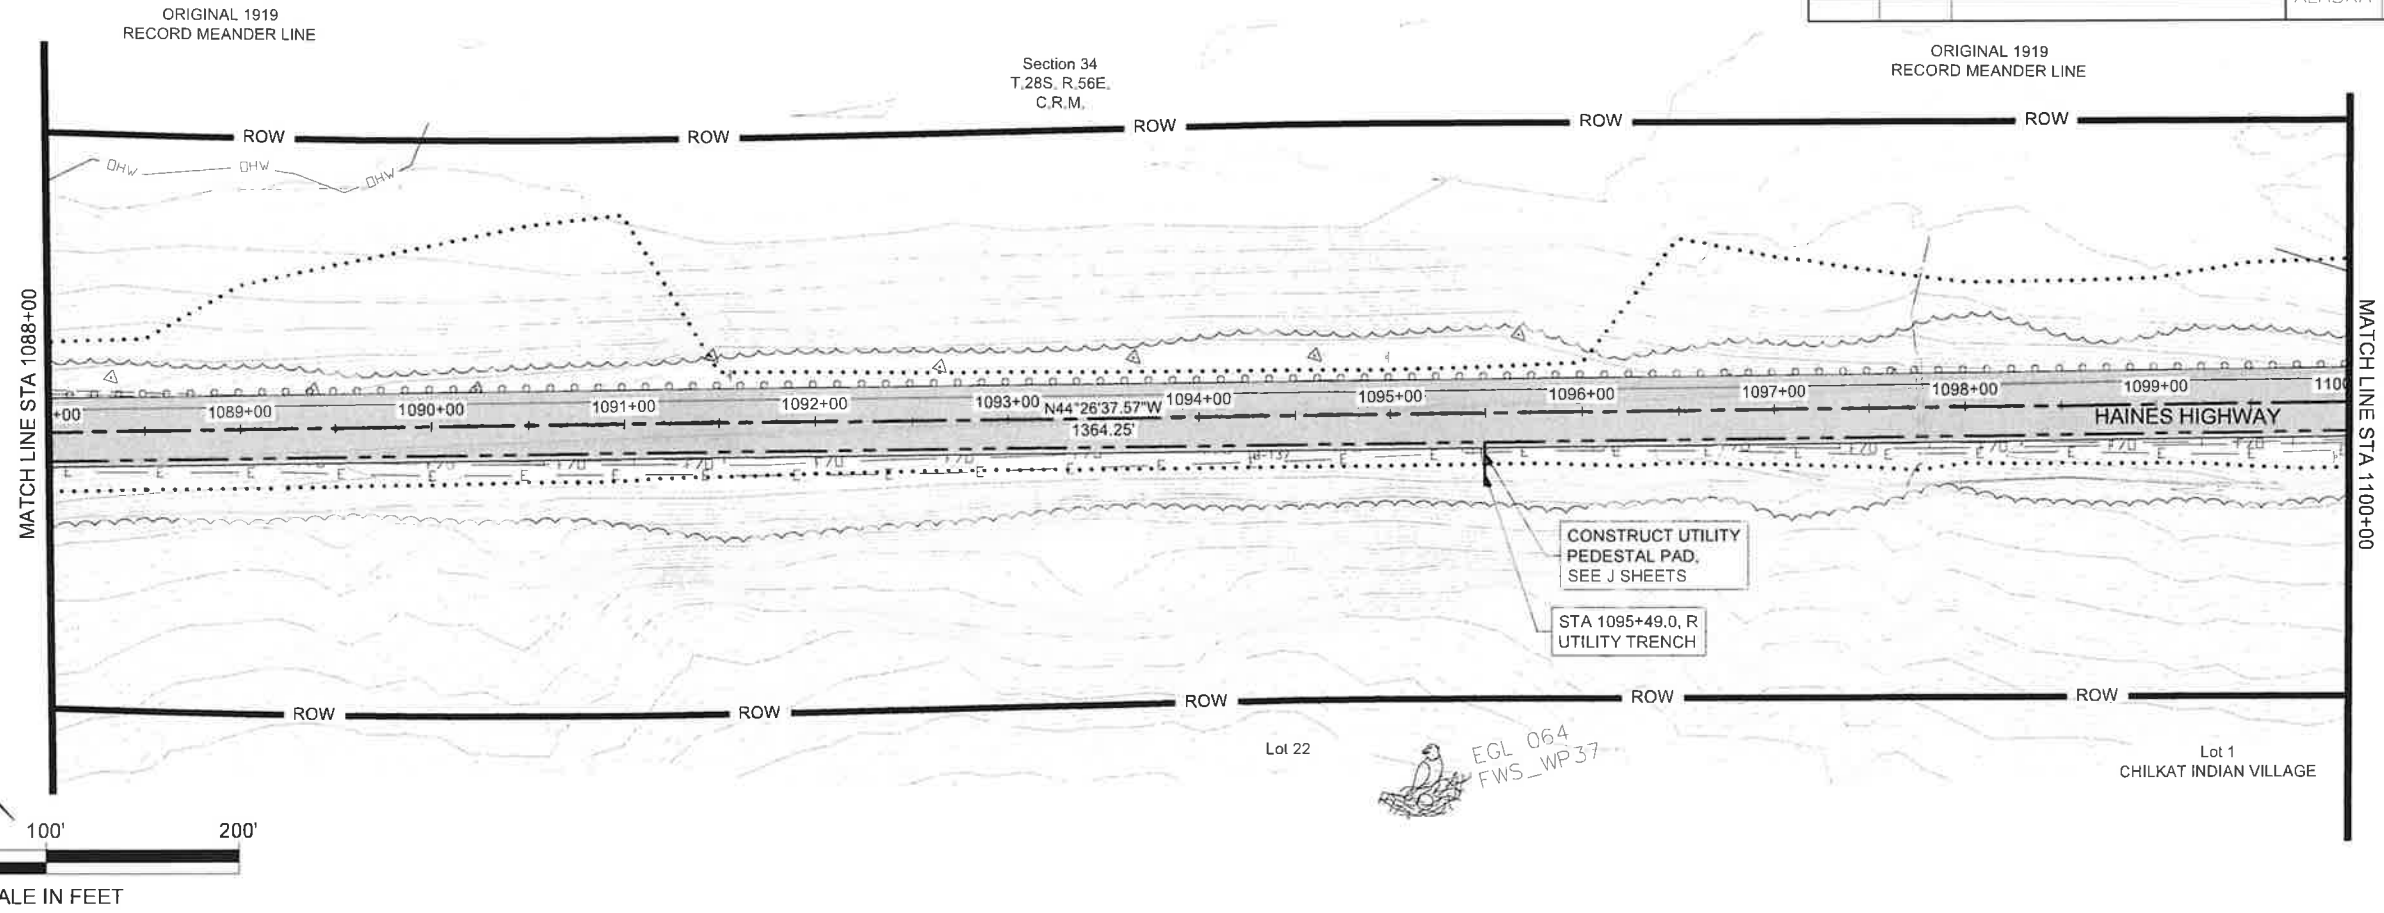 ORIGINAL 1919
RECORD MEANDER LINE
Section 34
T.28S. R.56E.
C.R.M.
ORIGINAL 1919
RECORD MEANDER LINE
ROW
ROW
ROW
ROW
ROW
OHW
OHW
OHW
MATCH LINE STA 1088+00
MATCH LINE STA 1100+00
+00
1089+00
1090+00
1091+00
1092+00
1093+00
1094+00
1095+00
1096+00
1097+00
1098+00
1099+00
1100
N44°26'37.57"W
1364.25'
HAINES HIGHWAY
E
E
E
E
E
E
E
E
E
E
E
E
E
E
CONSTRUCT UTILITY
PEDESTAL PAD,
SEE J SHEETS
STA 1095+49.0, R
UTILITY TRENCH
ROW
ROW
ROW
ROW
ROW
Lot 22
EGL 064
FWS_WP37
Lot 1
CHILKAT INDIAN VILLAGE
100'
200'
ALE IN FEET